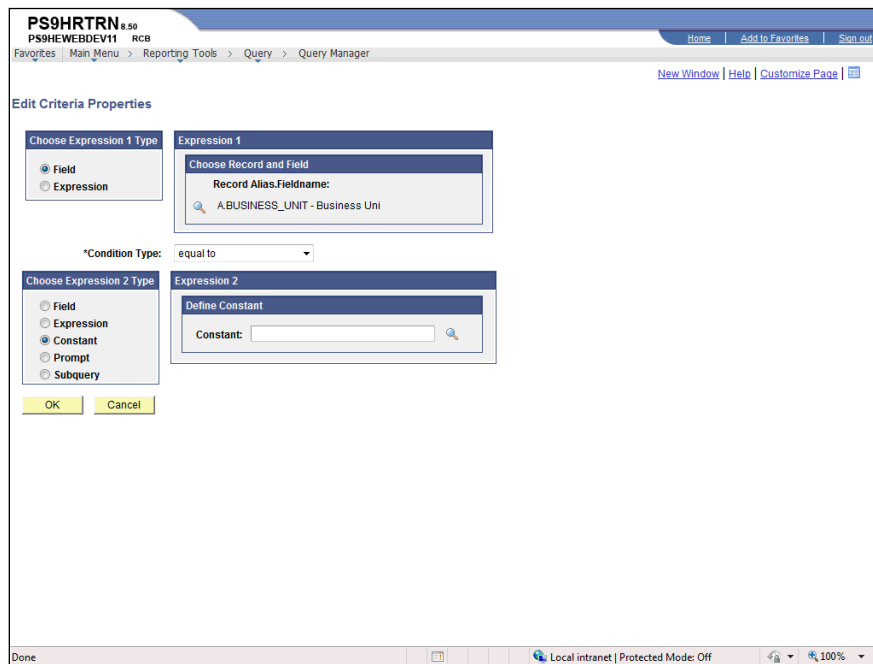 PS9HRTRN 8.50
PS9HEWEBDEV11 RCB
Home | Add to Favorites | Sign out
Favorites Main Menu > Reporting Tools > Query > Query Manager
New Window | Help | Customize Page |
Edit Criteria Properties
Choose Expression 1 Type
Field
Expression
Expression 1
Choose Record and Field
Record Alias.Fieldname:
A.BUSINESS_UNIT - Business Uni
*Condition Type: equal to
Choose Expression 2 Type
Field
Expression
Constant
Prompt
Subquery
Expression 2
Define Constant
Constant:
OK Cancel
Done Local intranet | Protected Mode: Off 100%